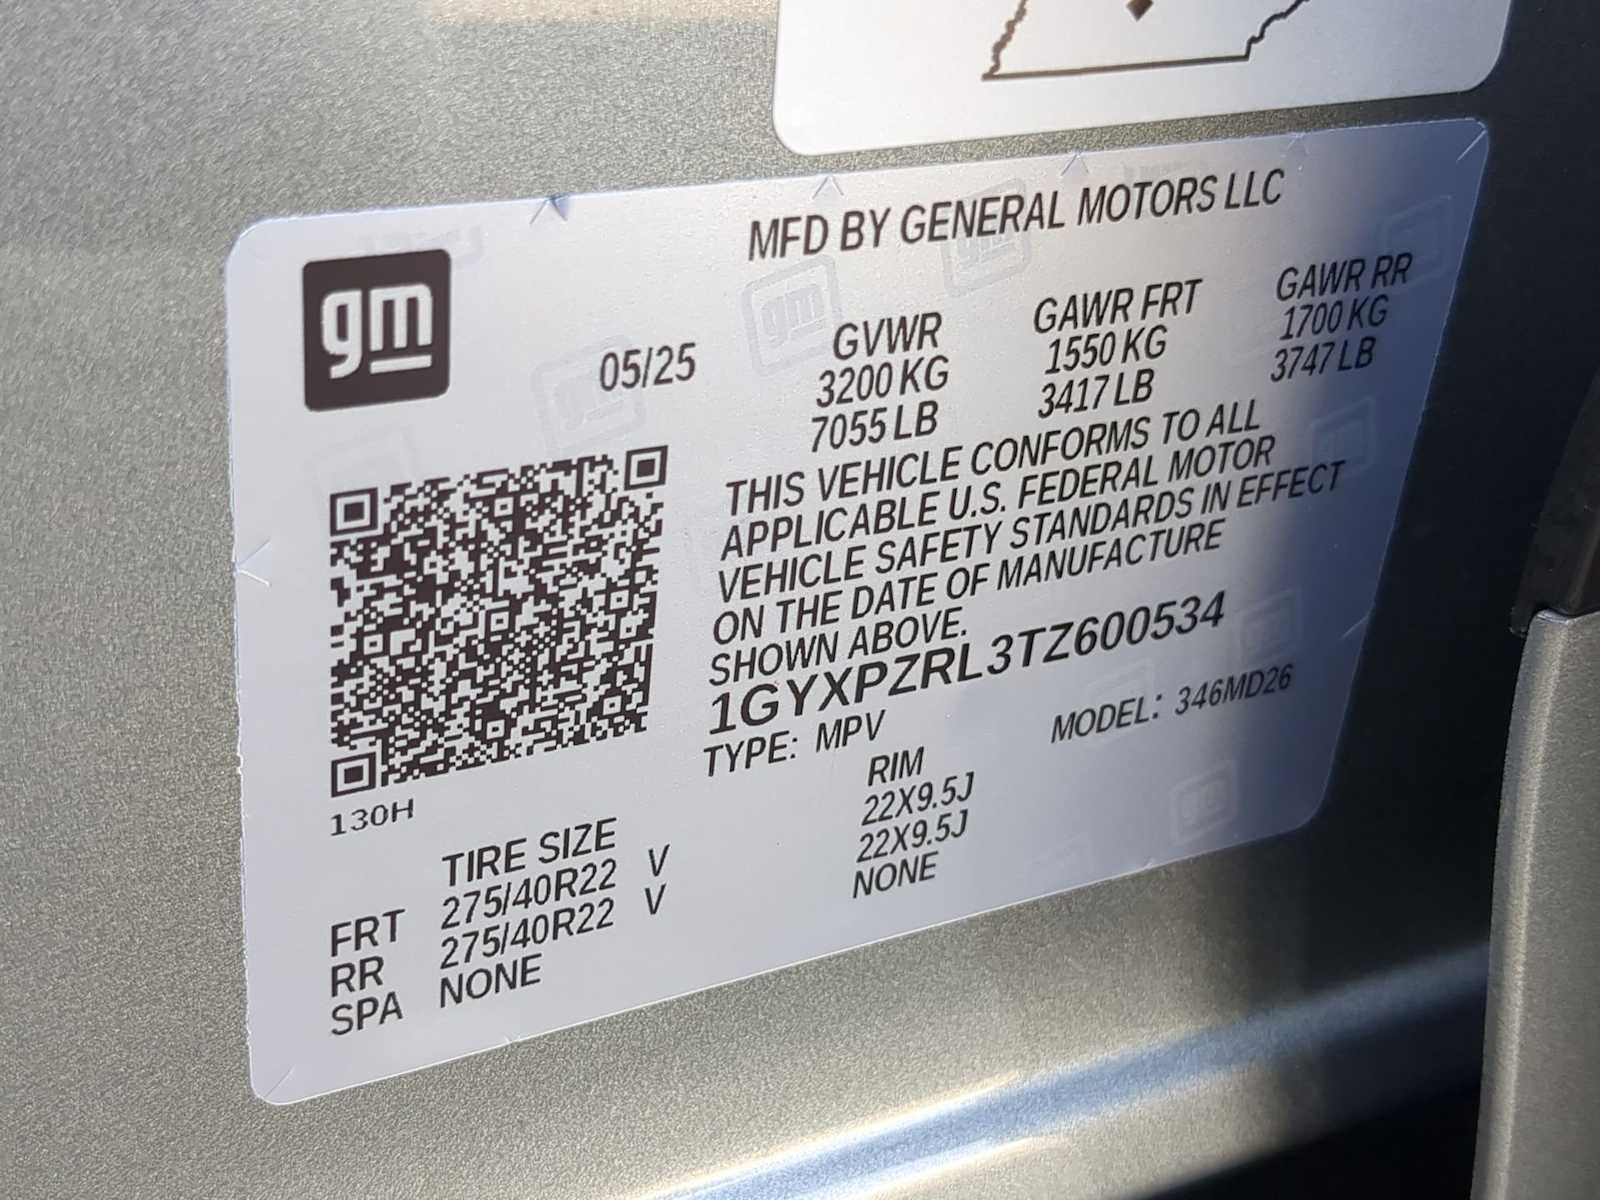 MFD BY GENERAL MOTORS LLC
gm
05/25
GVWR
3200 KG
7055 LB
GAWR FRT
1550 KG
3417 LB
GAWR RR
1700 KG
3747 LB
THIS VEHICLE CONFORMS TO ALL
APPLICABLE U.S. FEDERAL MOTOR
VEHICLE SAFETY STANDARDS IN EFFECT
ON THE DATE OF MANUFACTURE
SHOWN ABOVE.
1GYXPZRL3TZ600534
TYPE: MPV MODEL: 346MD26
130H
TIRE SIZE RIM
FRT 275/40R22 V 22X9.5J
RR 275/40R22 V 22X9.5J
SPA NONE NONE